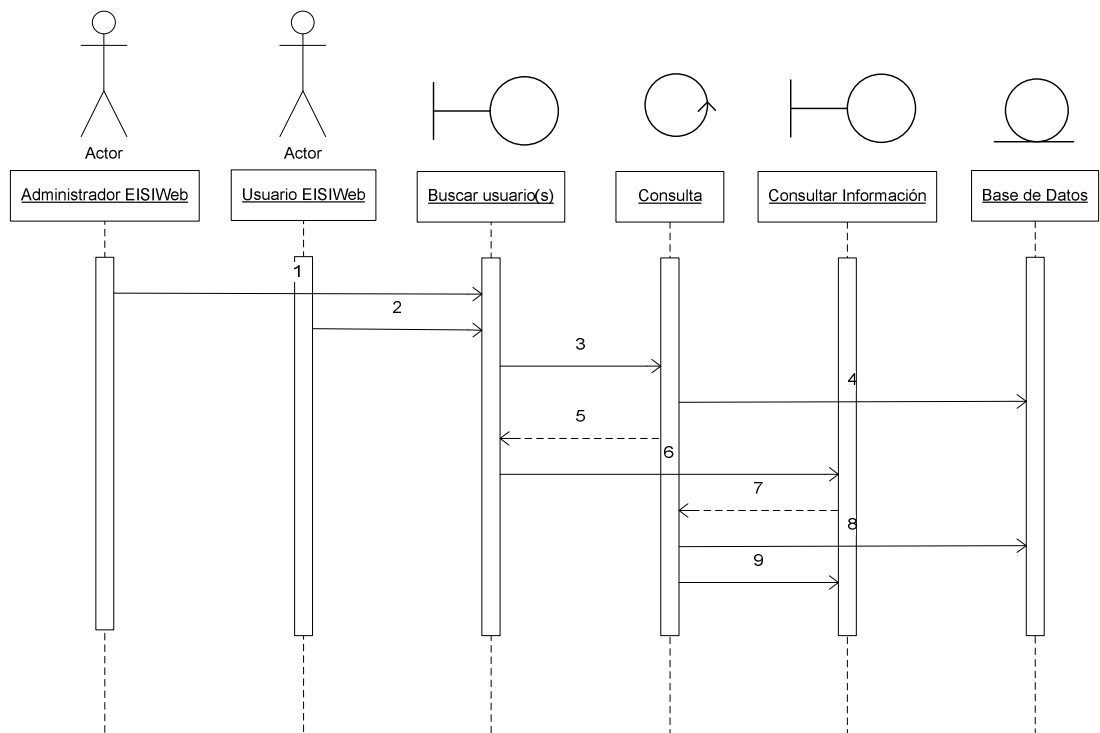 Actor
Actor
Administrador EISIWeb
Usuario EISIWeb
Buscar usuario(s)
Consulta
Consultar Información
Base de Datos
1
2
3
4
5
6
7
8
9